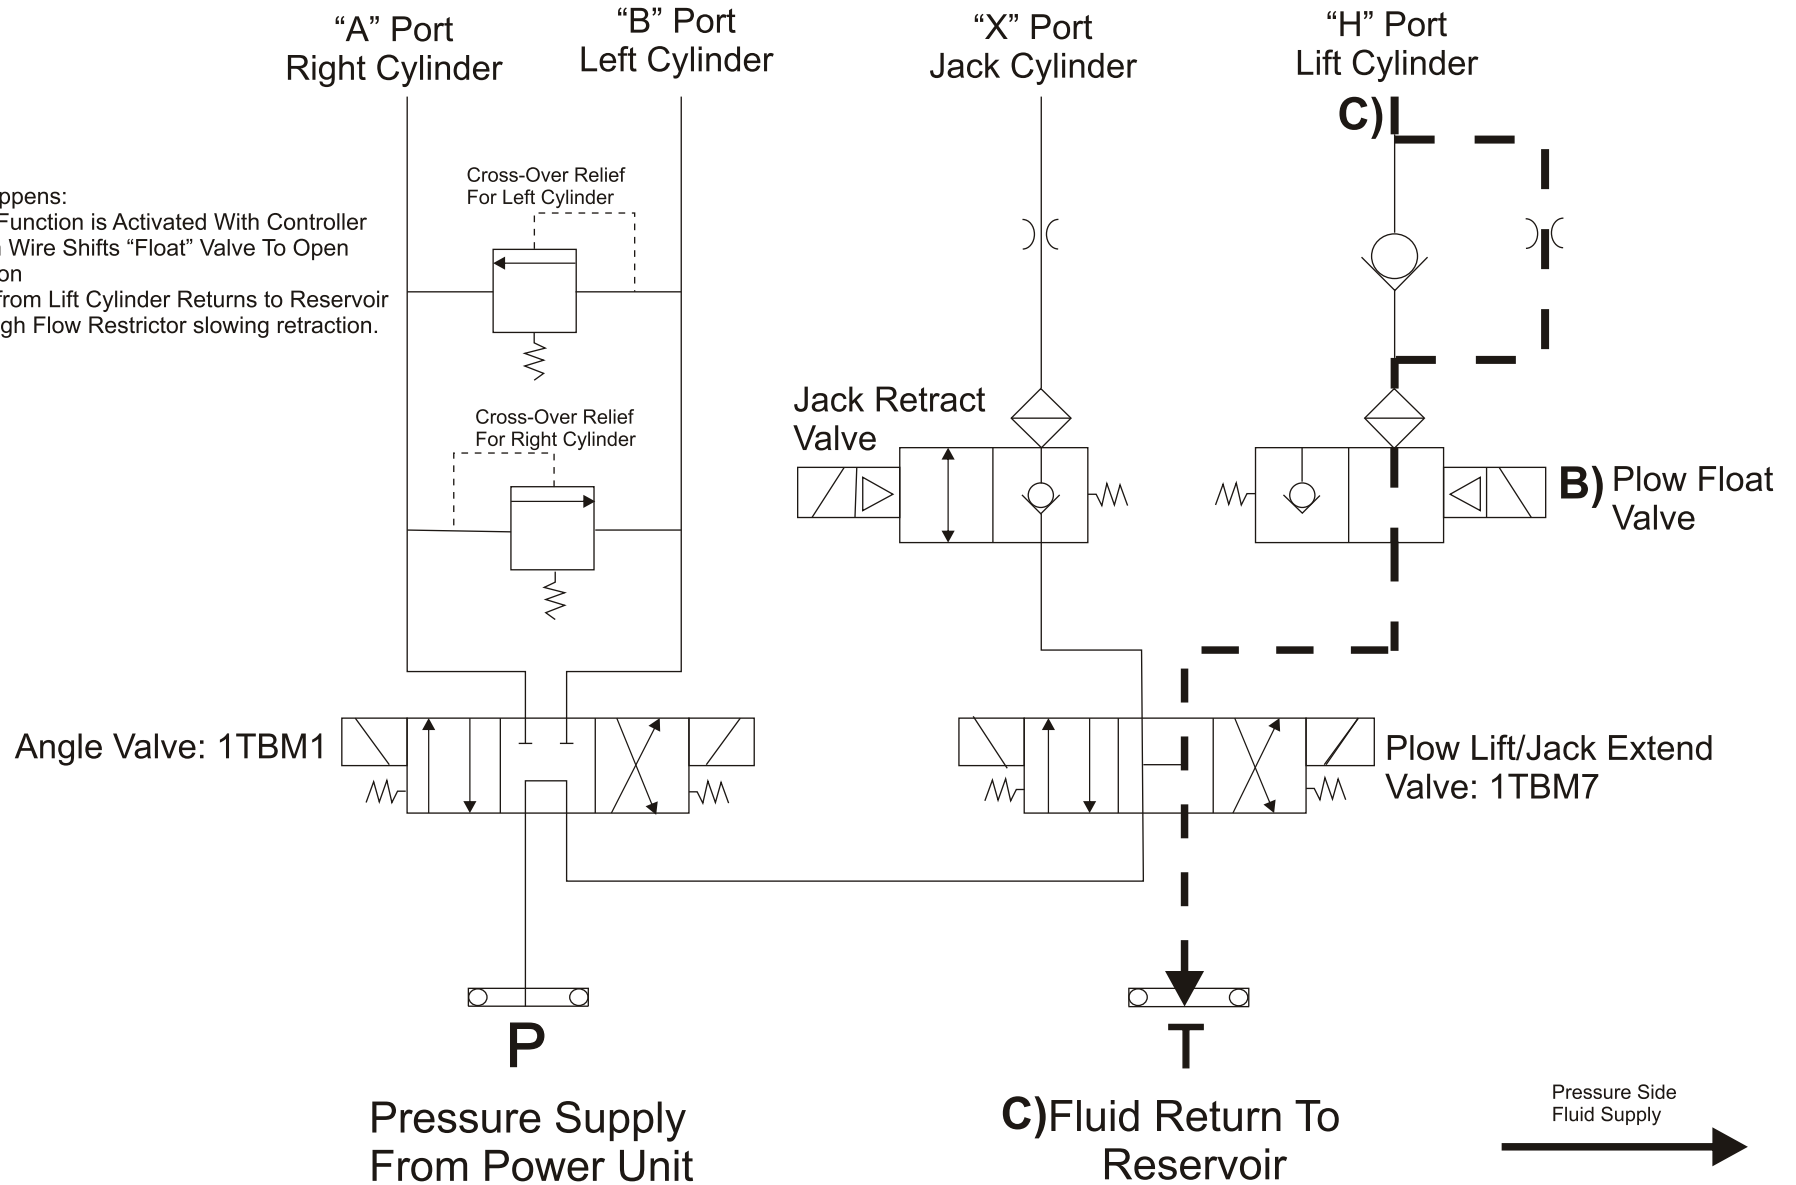 “A” Port
Right Cylinder
“B” Port
Left Cylinder
“X” Port
Jack Cylinder
“H” Port
Lift Cylinder
C)
Cross-Over Relief
For Left Cylinder
ppens:
Function is Activated With Controller
Wire Shifts “Float” Valve To Open
on
from Lift Cylinder Returns to Reservoir
gh Flow Restrictor slowing retraction.
Jack Retract
Valve
Cross-Over Relief
For Right Cylinder
B) Plow Float
Valve
Angle Valve: 1TBM1
Plow Lift/Jack Extend
Valve: 1TBM7
P
T
Pressure Supply
From Power Unit
C)Fluid Return To
Reservoir
Pressure Side
Fluid Supply